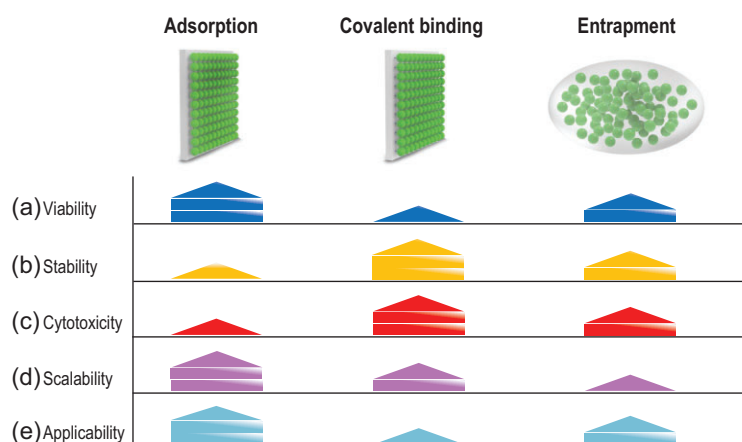 Adsorption Covalent binding Entrapment
(a) Viability
(b) Stability
(c) Cytotoxicity
(d) Scalability
(e) Applicability